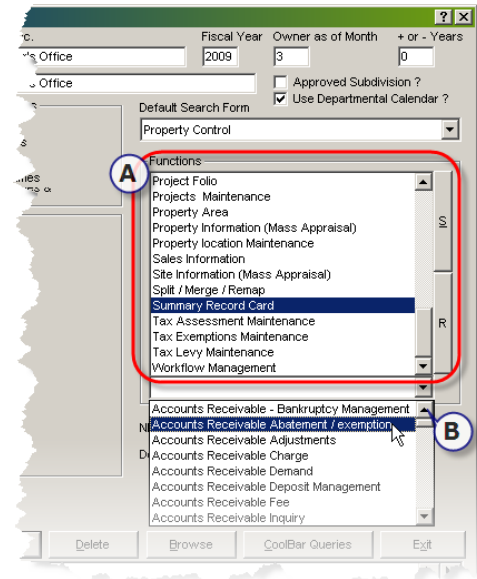 c. Fiscal Year Owner as of Month + or - Years
's Office 2009 3 0
Office Approved Subdivision ?
Use Departmental Calendar ?
Default Search Form
Property Control
A Functions
Project Folio
Projects Maintenance
Property Area
Property Information (Mass Appraisal)
Property location Maintenance
Sales Information
Site Information (Mass Appraisal)
Split / Merge / Remap
Summary Record Card
Tax Assessment Maintenance
Tax Exemptions Maintenance
Tax Levy Maintenance
Workflow Management
S
R
Accounts Receivable - Bankruptcy Management
Accounts Receivable Abatement / exemption
B
Accounts Receivable Adjustments
Accounts Receivable Charge
Accounts Receivable Demand
Accounts Receivable Deposit Management
Accounts Receivable Fee
Accounts Receivable Inquiry
Delete Browse CoolBar Queries Exit